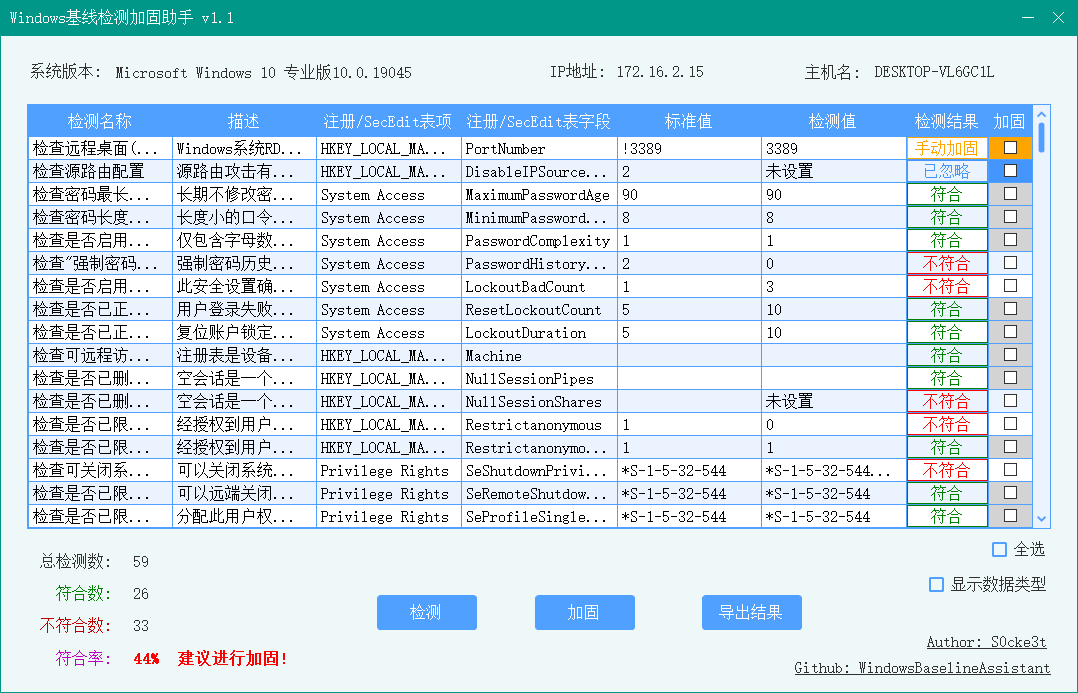 Windows基线检测加固助手 v1.1
系统版本: Microsoft Windows 10 专业版10.0.19045 IP地址: 172.16.2.15 主机名: DESKTOP-VL6GC1L
检测名称 描述 注册/SecEdit表项 注册/SecEdit表字段 标准值 检测值 检测结果 加固
检查远程桌面(... Windows系统RD... HKEY_LOCAL_MA... PortNumber !3389 3389 手动加固
检查源路由配置 源路由攻击有... HKEY_LOCAL_MA... DisableIPSource... 2 未设置 已忽略
检查密码最长... 长期不修改密... System Access MaximumPasswordAge 90 90 符合
检查密码长度... 长度小的口令... System Access MinimumPassword... 8 8 符合
检查是否启用... 仅包含字母数... System Access PasswordComplexity 1 1 符合
检查"强制密码... 强制密码历史... System Access PasswordHistory... 2 0 不符合
检查是否启用... 此安全设置确... System Access LockoutBadCount 1 3 不符合
检查是否已正... 用户登录失败... System Access ResetLockoutCount 5 10 符合
检查是否已正... 复位账户锁定... System Access LockoutDuration 5 10 符合
检查可远程访... 注册表是设备... HKEY_LOCAL_MA... Machine 符合
检查是否已删... 空会话是一个... HKEY_LOCAL_MA... NullSessionPipes 符合
检查是否已删... 空会话是一个... HKEY_LOCAL_MA... NullSessionShares 未设置 不符合
检查是否已限... 经授权到用户... HKEY_LOCAL_MA... Restrictanonymous 1 0 不符合
检查是否已限... 经授权到用户... HKEY_LOCAL_MA... Restrictanonymo... 1 1 符合
检查可关闭系... 可以关闭系统... Privilege Rights SeShutdownPrivi... *S-1-5-32-544 *S-1-5-32-544... 不符合
检查是否已限... 可以远端关闭... Privilege Rights SeRemoteShutdow... *S-1-5-32-544 *S-1-5-32-544 符合
检查是否已限... 分配此用户权... Privilege Rights SeProfileSingle... *S-1-5-32-544 *S-1-5-32-544 符合
总检测数: 59
符合数: 26
不符合数: 33
符合率: 44% 建议进行加固!
检测 加固 导出结果
全选
显示数据类型
Author: S0cke3t
Github: WindowsBaselineAssistant